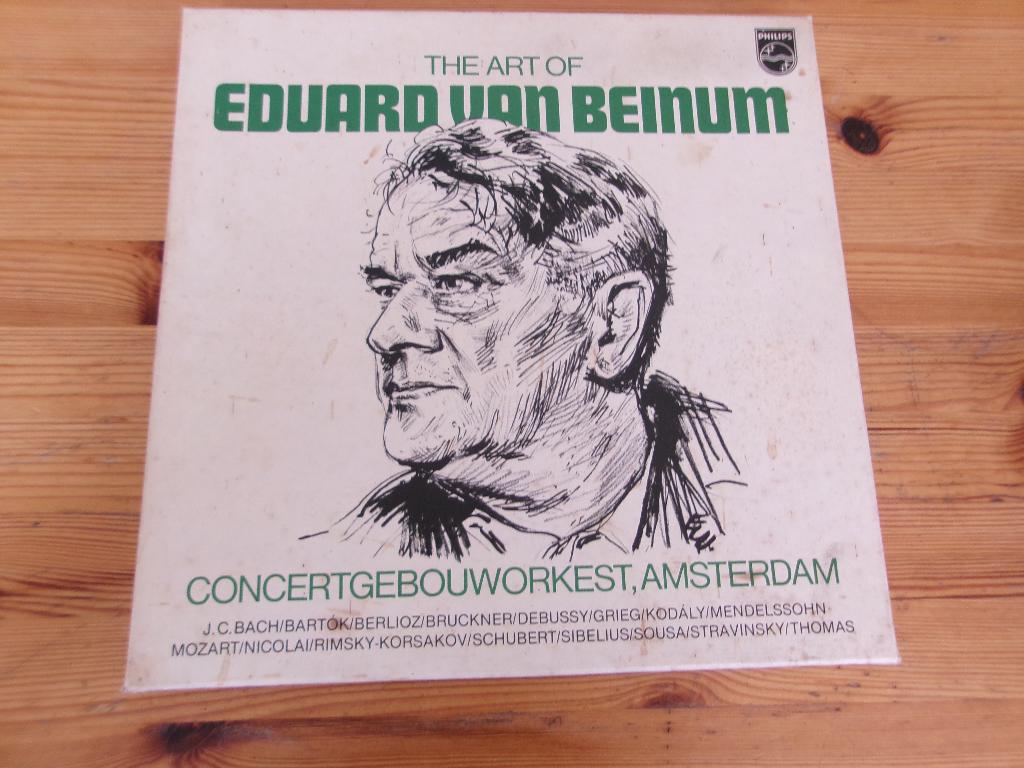 PHILIPS
THE ART OF
EDUARD VAN BEINUM
CONCERTGEBOUWORKEST, AMSTERDAM
J.C. BACH/BARTÓK/BERLIOZ/BRUCKNER/DEBUSSY/GRIEG/KODÁLY/MENDELSSOHN
MOZART/NICOLAI/RIMSKY-KORSAKOV/SCHUBERT/SIBELIUS/SOUSA/STRAVINSKY/THOMAS